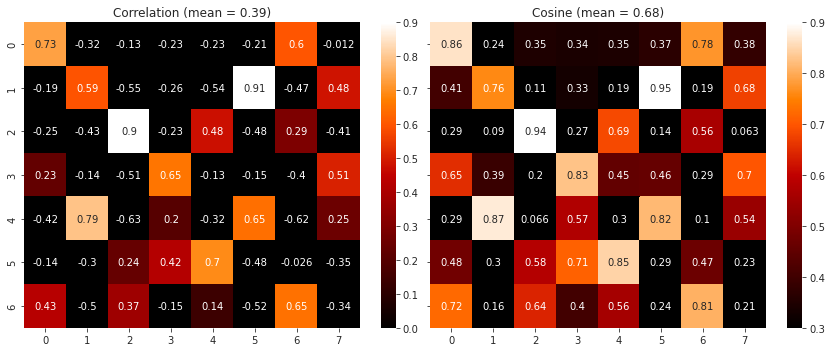 Correlation (mean = 0.39)
0 0.73 -0.32 -0.13 -0.23 -0.23 -0.21 0.6 -0.012
1 -0.19 0.59 -0.55 -0.26 -0.54 0.91 -0.47 0.48
2 -0.25 -0.43 0.9 -0.23 0.48 -0.48 0.29 -0.41
3 0.23 -0.14 -0.51 0.65 -0.13 -0.15 -0.4 0.51
4 -0.42 0.79 -0.63 0.2 -0.32 0.65 -0.62 0.25
5 -0.14 -0.3 0.24 0.42 0.7 -0.48 -0.026 -0.35
6 0.43 -0.5 0.37 -0.15 0.14 -0.52 0.65 -0.34
0 1 2 3 4 5 6 7
0.9
0.8
0.7
0.6
0.5
0.4
0.3
0.2
0.1
0.0
Cosine (mean = 0.68)
0.86 0.24 0.35 0.34 0.35 0.37 0.78 0.38
0.41 0.76 0.11 0.33 0.19 0.95 0.19 0.68
0.29 0.09 0.94 0.27 0.69 0.14 0.56 0.063
0.65 0.39 0.2 0.83 0.45 0.46 0.29 0.7
0.29 0.87 0.066 0.57 0.3 0.82 0.1 0.54
0.48 0.3 0.58 0.71 0.85 0.29 0.47 0.23
0.72 0.16 0.64 0.4 0.56 0.24 0.81 0.21
0 1 2 3 4 5 6 7
0.9
0.8
0.7
0.6
0.5
0.4
0.3